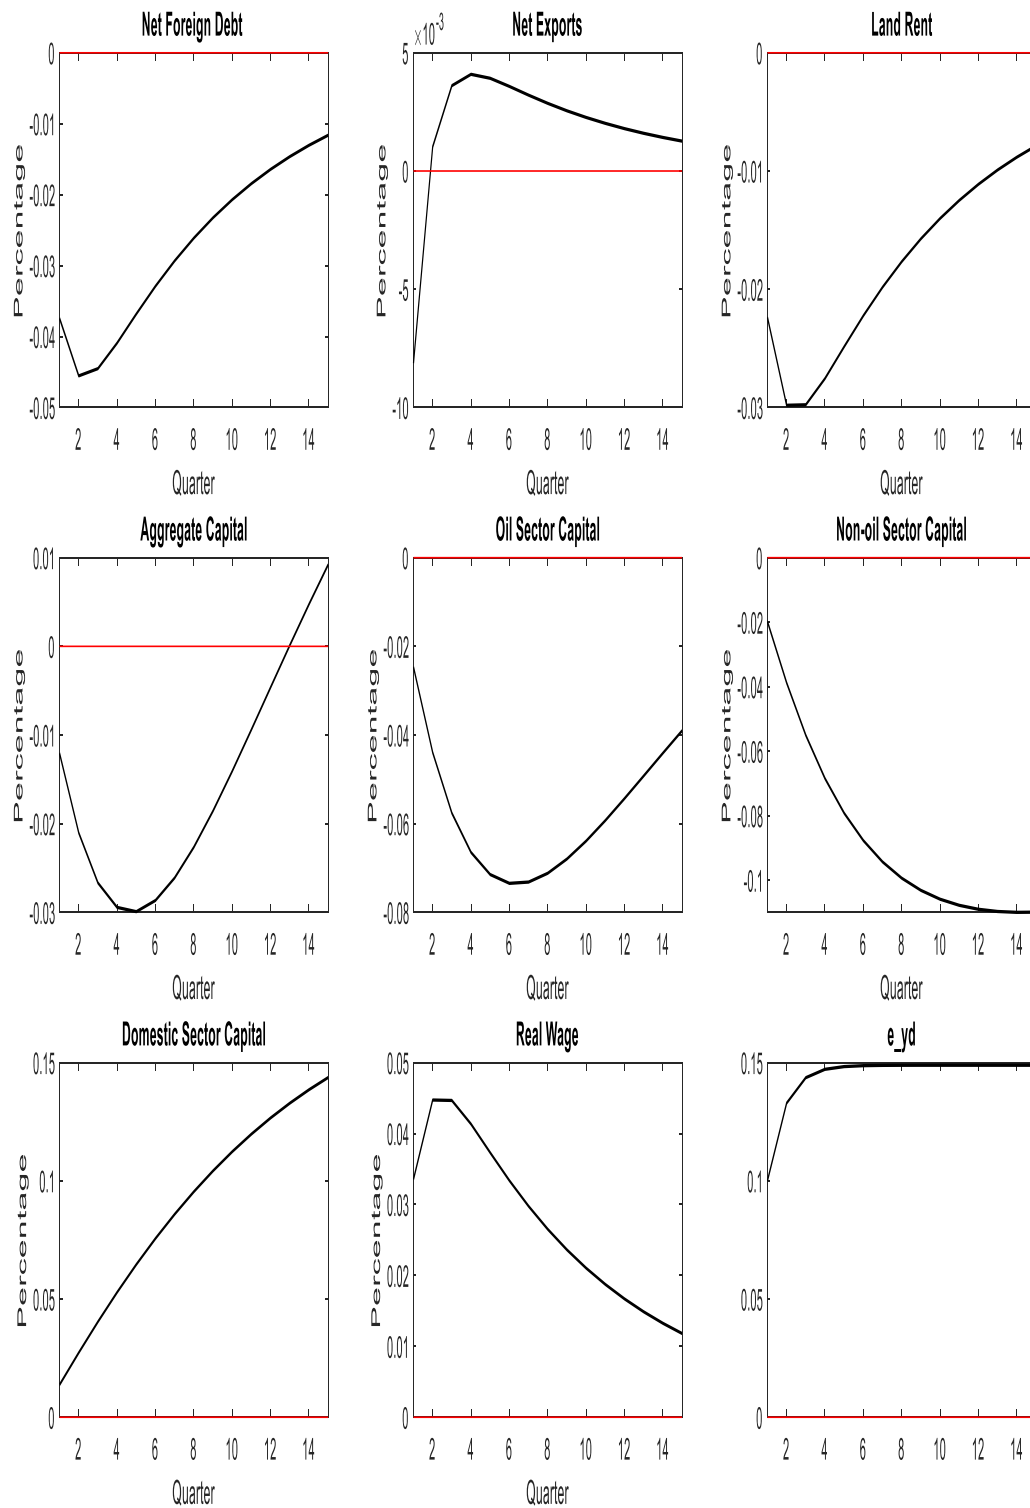 Net Foreign Debt
Percentage
0
-0.01
-0.02
-0.03
-0.04
-0.05
2 4 6 8 10 12 14
Quarter
Net Exports
×10⁻³
Percentage
5
0
-5
-10
2 4 6 8 10 12 14
Quarter
Land Rent
Percentage
0
-0.01
-0.02
-0.03
2 4 6 8 10 12 14
Quarter
Aggregate Capital
Percentage
0.01
0
-0.01
-0.02
-0.03
2 4 6 8 10 12 14
Quarter
Oil Sector Capital
Percentage
0
-0.02
-0.04
-0.06
-0.08
2 4 6 8 10 12 14
Quarter
Non-oil Sector Capital
Percentage
0
-0.02
-0.04
-0.06
-0.08
-0.1
2 4 6 8 10 12 14
Quarter
Domestic Sector Capital
Percentage
0.15
0.1
0.05
0
2 4 6 8 10 12 14
Quarter
Real Wage
Percentage
0.05
0.04
0.03
0.02
0.01
0
2 4 6 8 10 12 14
Quarter
e_yd
0.15
0.1
0.05
0
2 4 6 8 10 12 14